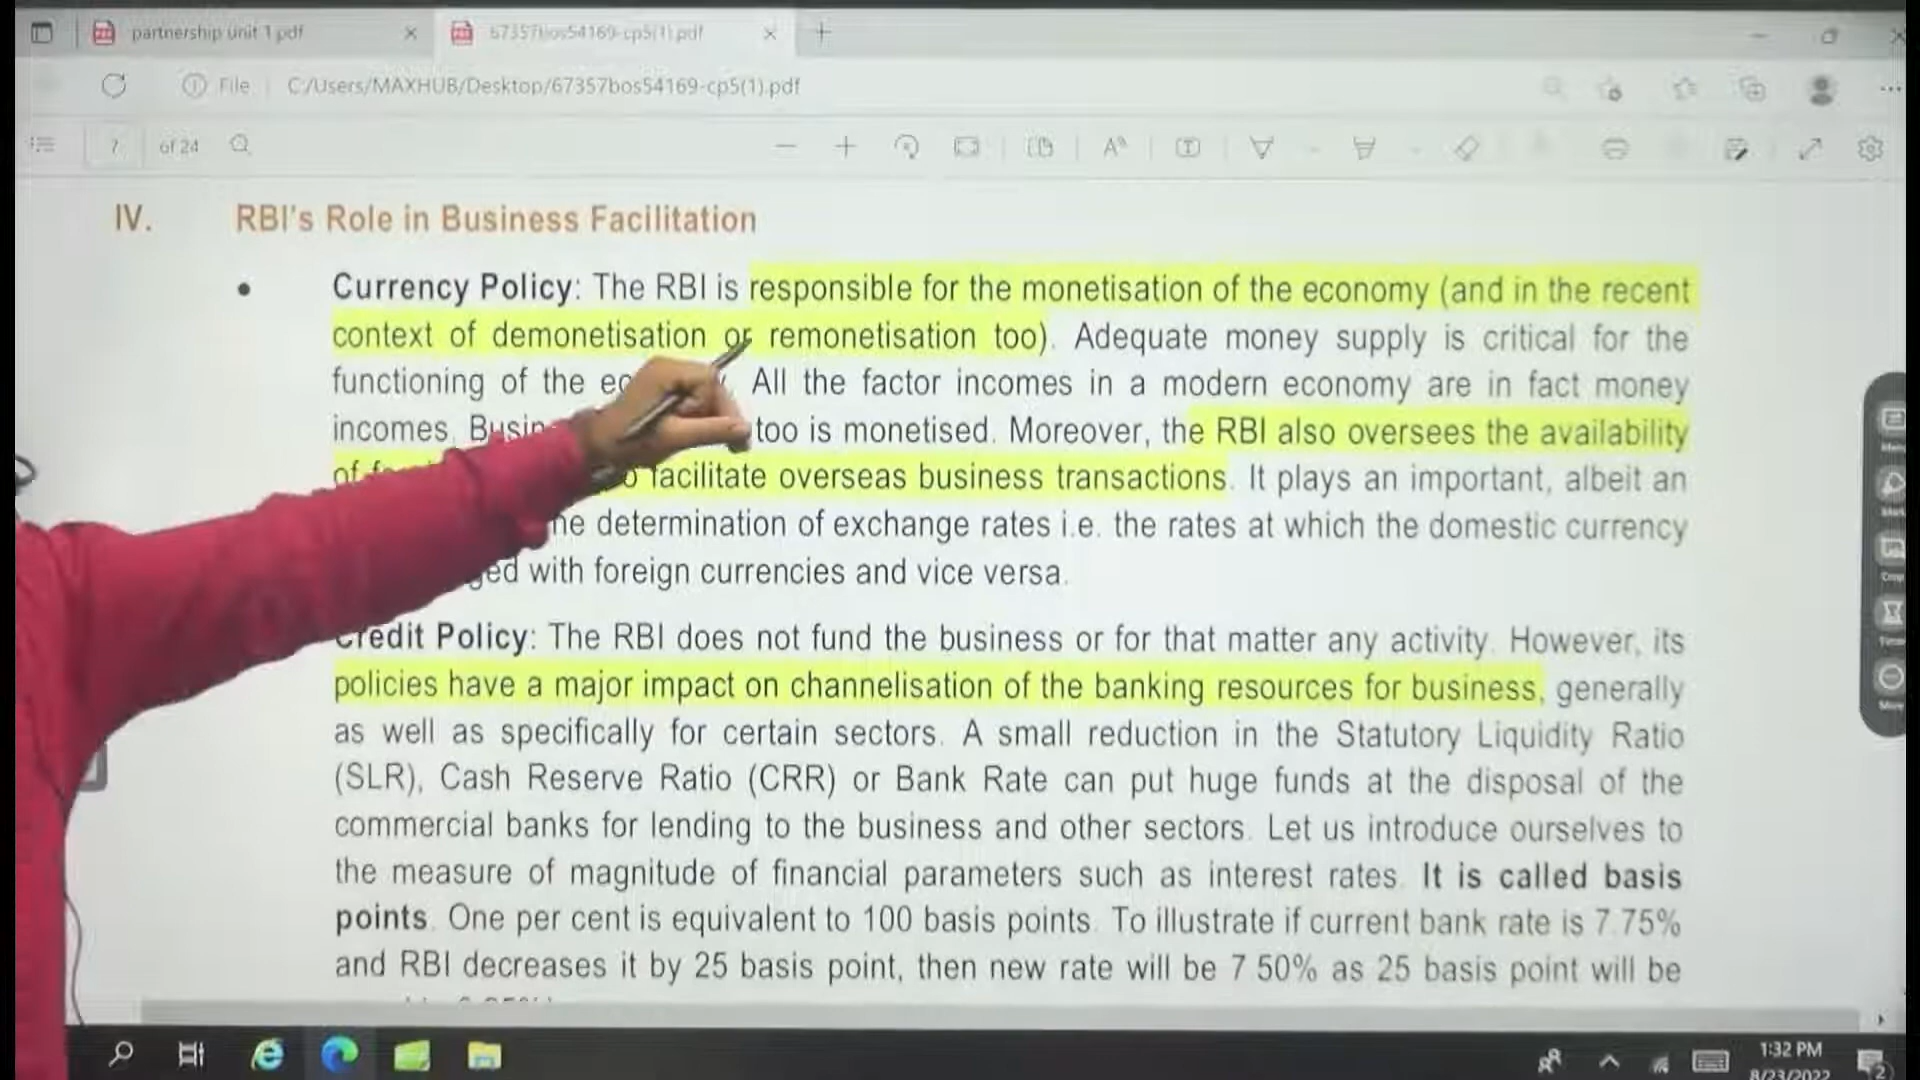 partnership unit 1.pdf
67357bos54169-cp5(1).pdf
File
C:/Users/MAXHUB/Desktop/67357bos54169-cp5(1).pdf
7 of 24
IV. RBI's Role in Business Facilitation
• Currency Policy: The RBI is responsible for the monetisation of the economy (and in the recent
context of demonetisation or remonetisation too). Adequate money supply is critical for the
functioning of the All the factor incomes in a modern economy are in fact money
incomes. too is monetised. Moreover, the RBI also oversees the availability
of facilitate overseas business transactions. It plays an important, albeit an
determination of exchange rates i.e. the rates at which the domestic currency
with foreign currencies and vice versa.
Credit Policy: The RBI does not fund the business or for that matter any activity. However, its
policies have a major impact on channelisation of the banking resources for business, generally
as well as specifically for certain sectors. A small reduction in the Statutory Liquidity Ratio
(SLR), Cash Reserve Ratio (CRR) or Bank Rate can put huge funds at the disposal of the
commercial banks for lending to the business and other sectors. Let us introduce ourselves to
the measure of magnitude of financial parameters such as interest rates. It is called basis
points. One per cent is equivalent to 100 basis points. To illustrate if current bank rate is 7.75%
and RBI decreases it by 25 basis point, then new rate will be 7.50% as 25 basis point will be
1:32 PM
8/23/2022